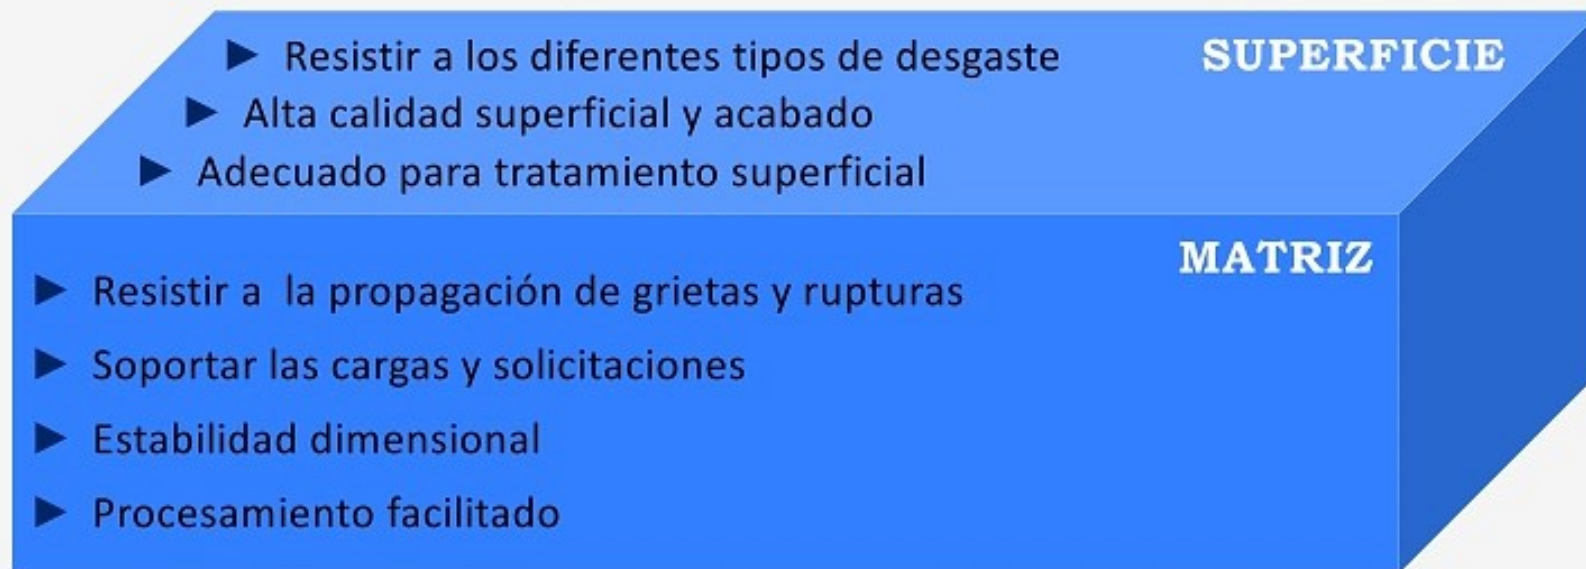 ► Resistir a los diferentes tipos de desgaste
SUPERFICIE
► Alta calidad superficial y acabado
► Adecuado para tratamiento superficial
MATRIZ
► Resistir a  la propagación de grietas y rupturas
► Soportar las cargas y solicitaciones
► Estabilidad dimensional
► Procesamiento facilitado